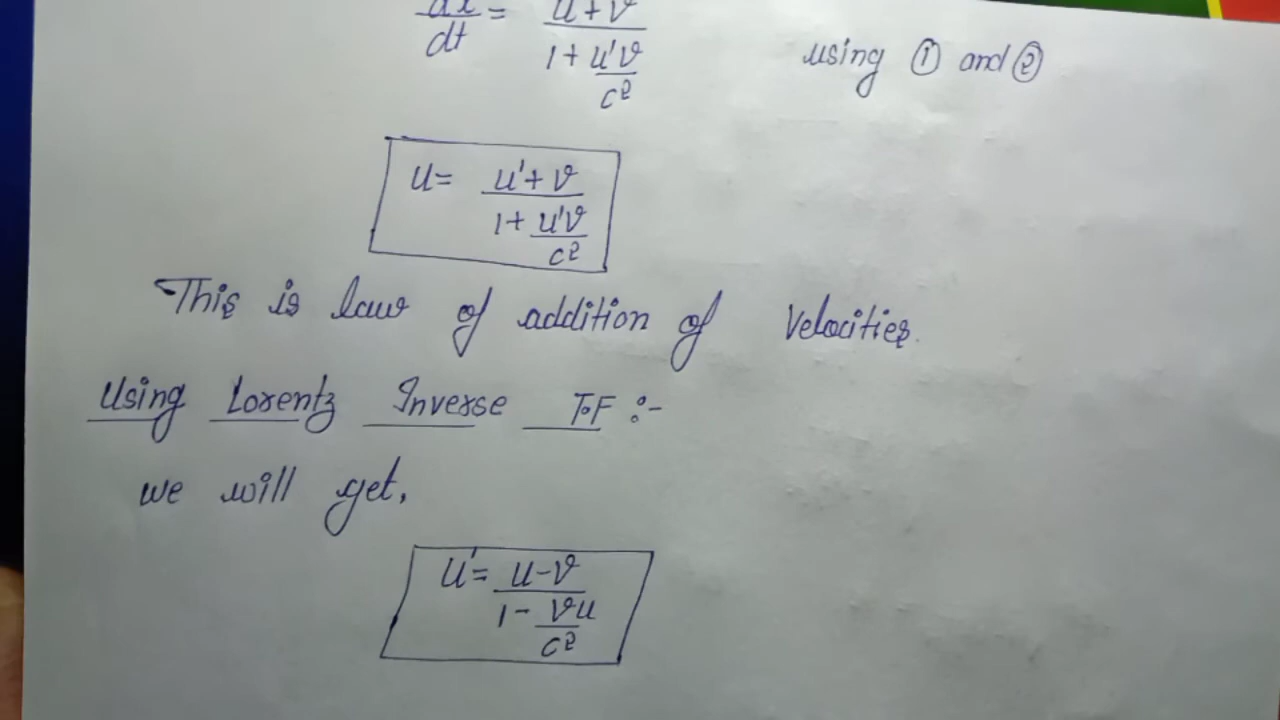 dt = u'+v / 1 + u'v/c² using ① and ②
u = u'+v / 1 + u'v/c²
This is law of addition of Velocities.
Using Lorentz Inverse T.F :-
we will get,
u' = u-v / 1 - vu/c²